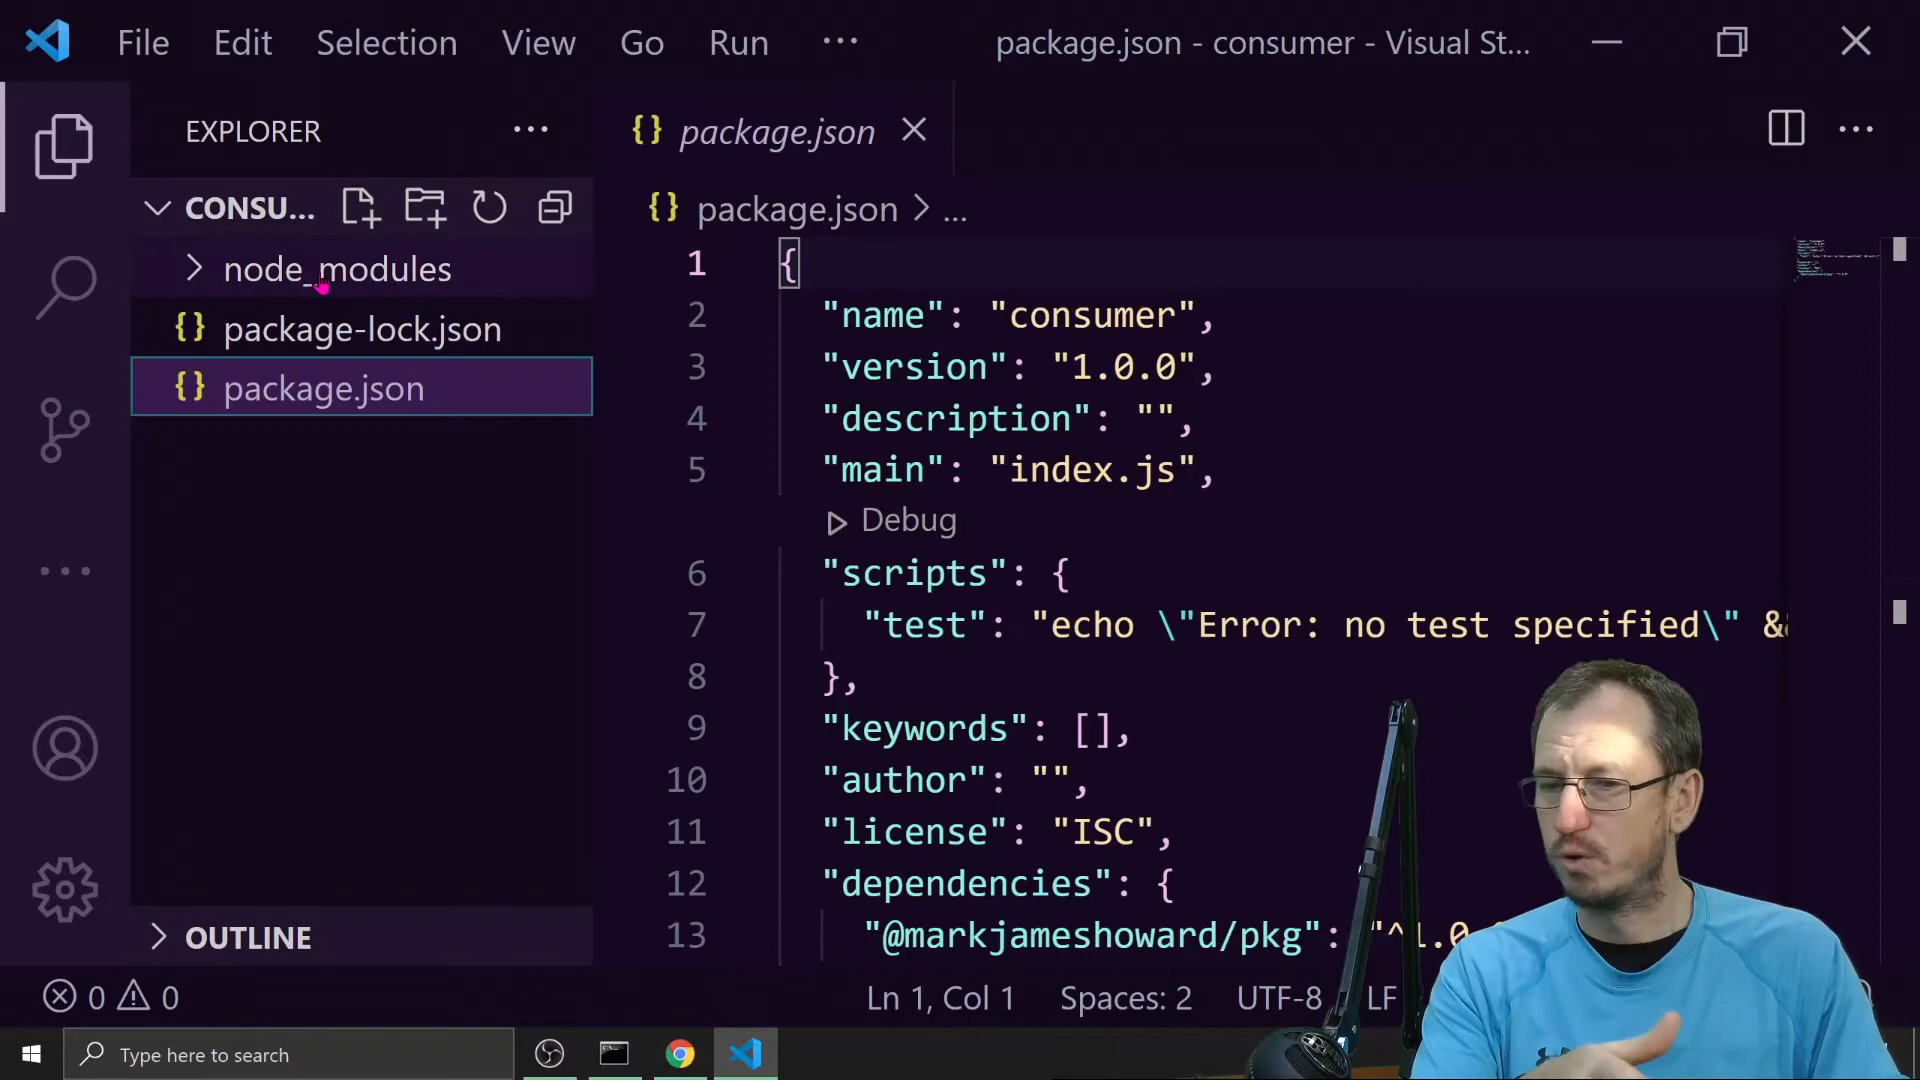 File Edit Selection View Go Run ... package.json - consumer - Visual St...
EXPLORER ...
{} package.json
CONSU...
{} package.json > ...
node_modules
{} package-lock.json
{} package.json
1 {
2 "name": "consumer",
3 "version": "1.0.0",
4 "description": "",
5 "main": "index.js",
Debug
6 "scripts": {
7 "test": "echo \"Error: no test specified\" &&
8 },
9 "keywords": [],
10 "author": "",
11 "license": "ISC",
12 "dependencies": {
13 "@markjameshoward/pkg": "^1.0
OUTLINE
0 0 Ln 1, Col 1 Spaces: 2 UTF-8 LF
Type here to search